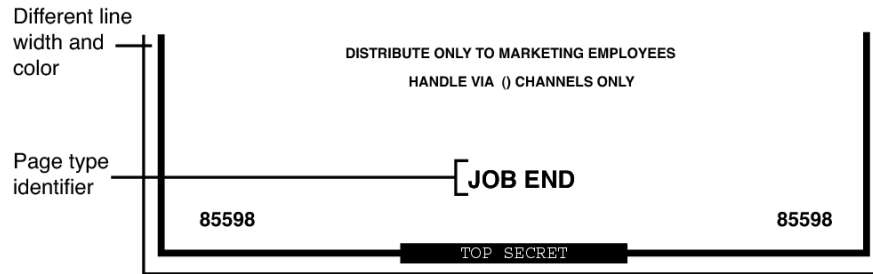 Different line
width and
color
DISTRIBUTE ONLY TO MARKETING EMPLOYEES
HANDLE VIA () CHANNELS ONLY
Page type
identifier
JOB END
85598 85598
TOP SECRET